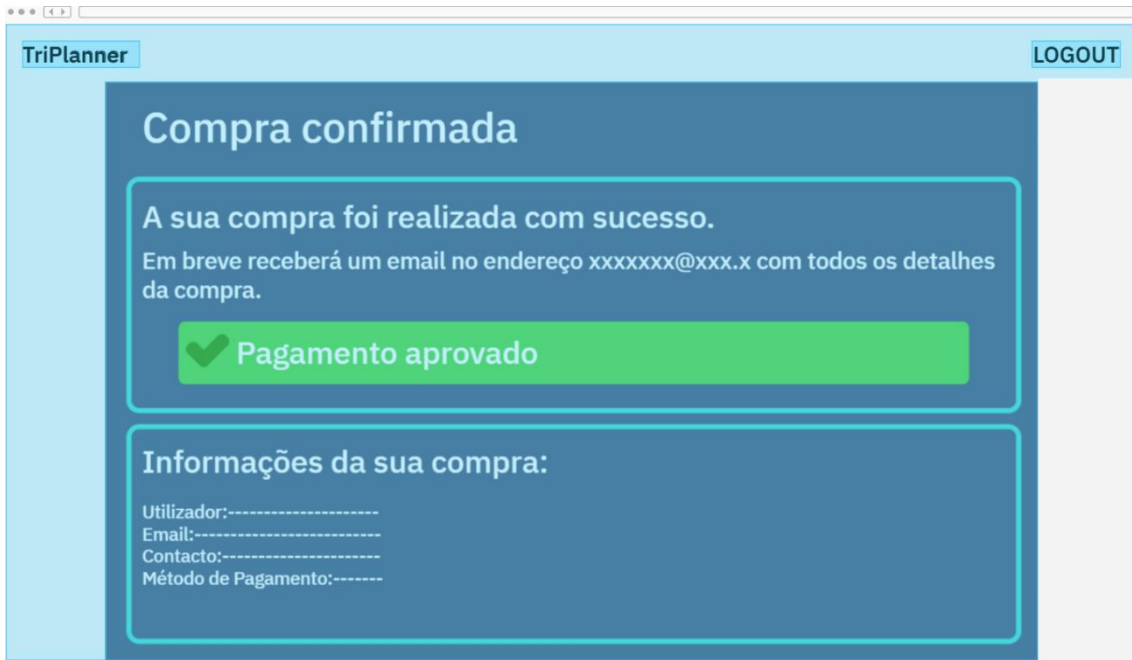 TriPlanner
LOGOUT
Compra confirmada
A sua compra foi realizada com sucesso.
Em breve receberá um email no endereço xxxxxxx@xxx.x com todos os detalhes
da compra.
Pagamento aprovado
Informações da sua compra:
Utilizador:---------------------
Email:--------------------------
Contacto:----------------------
Método de Pagamento:-------